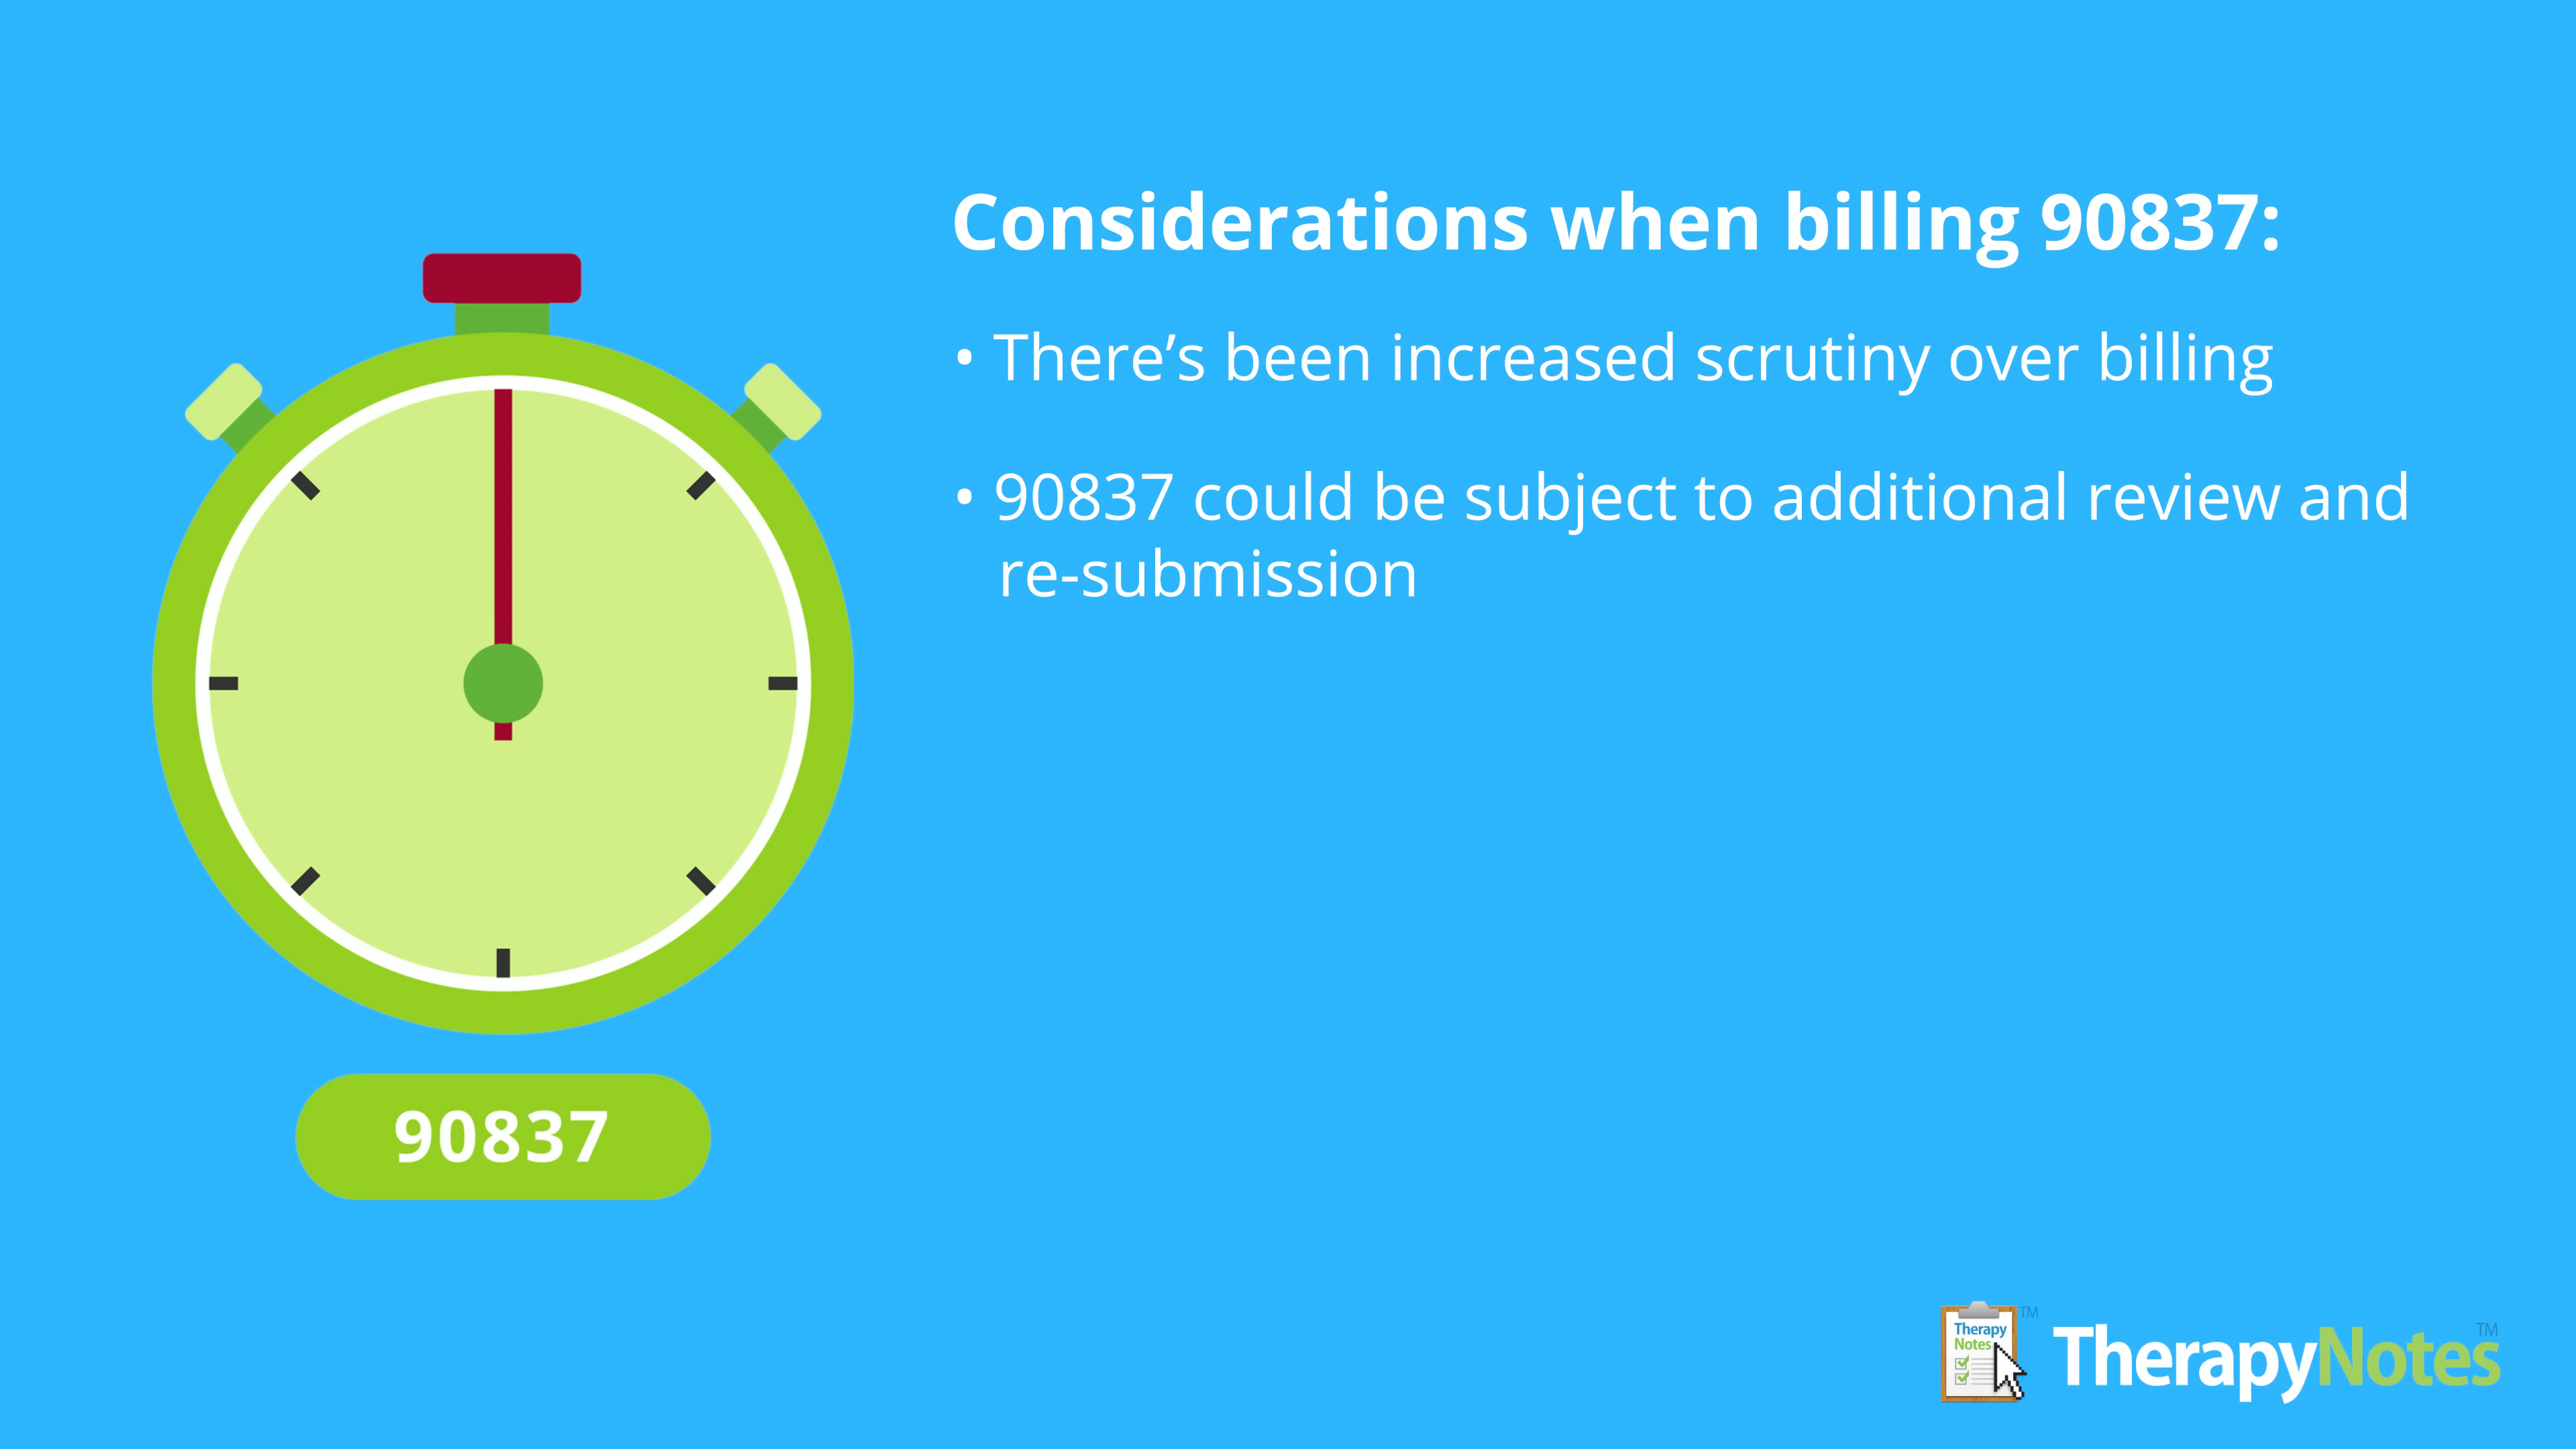 Considerations when billing 90837:
• There’s been increased scrutiny over billing
• 90837 could be subject to additional review and
re-submission
90837
Therapy
Notes
TM
TherapyNotes
TM